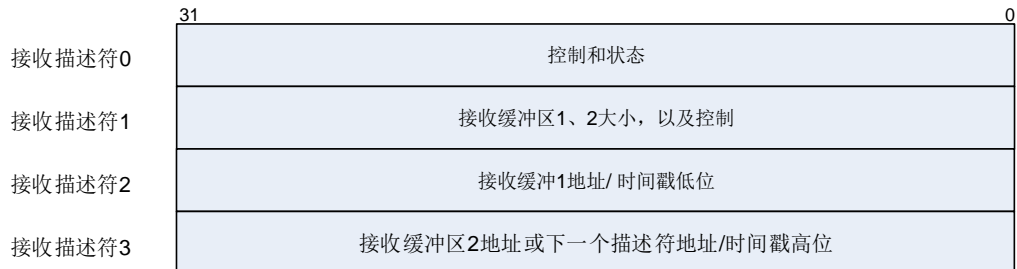 31 0
接收描述符0 控制和状态
接收描述符1 接收缓冲区1、2大小，以及控制
接收描述符2 接收缓冲1地址/ 时间戳低位
接收描述符3 接收缓冲区2地址或下一个描述符地址/时间戳高位